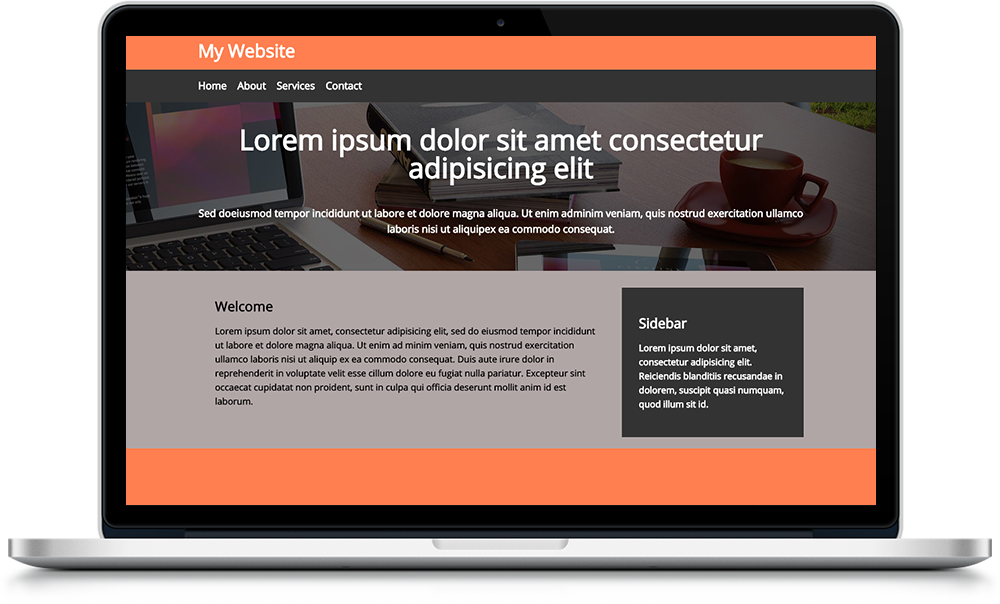 My Website
Home About Services Contact
Lorem ipsum dolor sit amet consectetur
adipisicing elit
Sed doeiusmod tempor incididunt ut labore et dolore magna aliqua. Ut enim adminim veniam, quis nostrud exercitation ullamco
laboris nisi ut aliquipex ea commodo consequat.
Welcome
Lorem ipsum dolor sit amet, consectetur adipisicing elit, sed do eiusmod tempor incididunt
ut labore et dolore magna aliqua. Ut enim ad minim veniam, quis nostrud exercitation
ullamco laboris nisi ut aliquip ex ea commodo consequat. Duis aute irure dolor in
reprehenderit in voluptate velit esse cillum dolore eu fugiat nulla pariatur. Excepteur sint
occaecat cupidatat non proident, sunt in culpa qui officia deserunt mollit anim id est
laborum.
Sidebar
Lorem ipsum dolor sit amet,
consectetur adipisicing elit.
Reiciendis blanditiis recusandae in
dolorem, suscipit quasi numquam,
quod illum sit id.